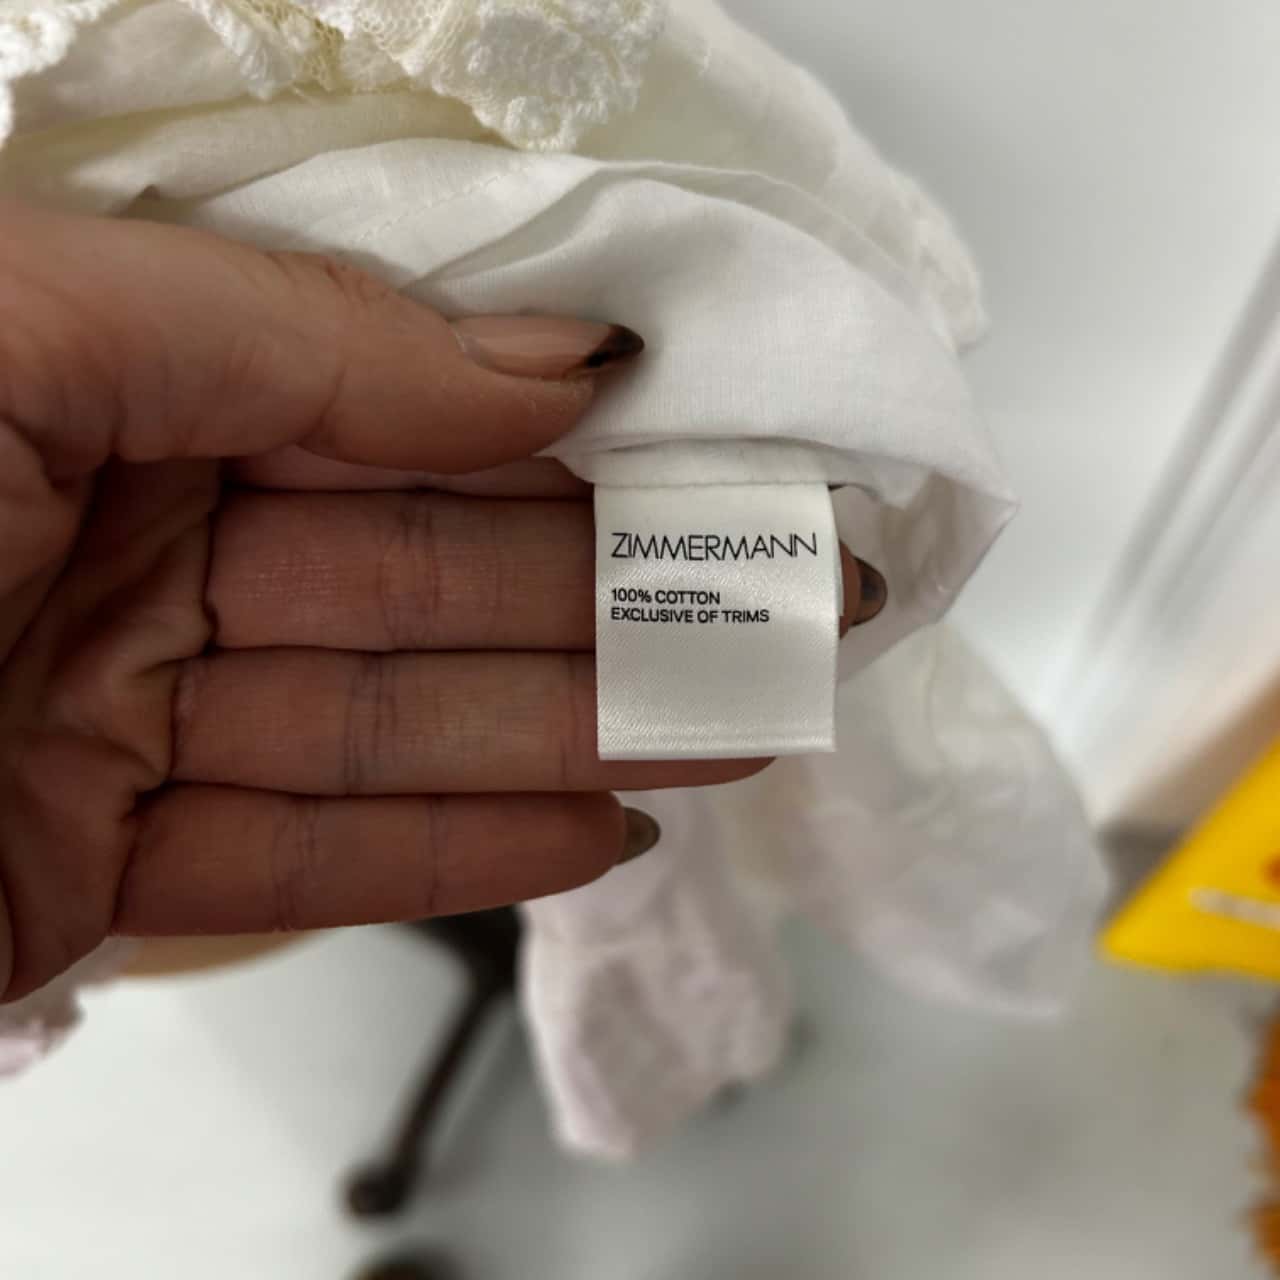 ZIMMERMANN
100% COTTON
EXCLUSIVE OF TRIMS